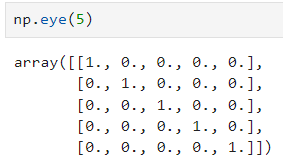 np.eye(5)
array([[1., 0., 0., 0., 0.],
       [0., 1., 0., 0., 0.],
       [0., 0., 1., 0., 0.],
       [0., 0., 0., 1., 0.],
       [0., 0., 0., 0., 1.]])